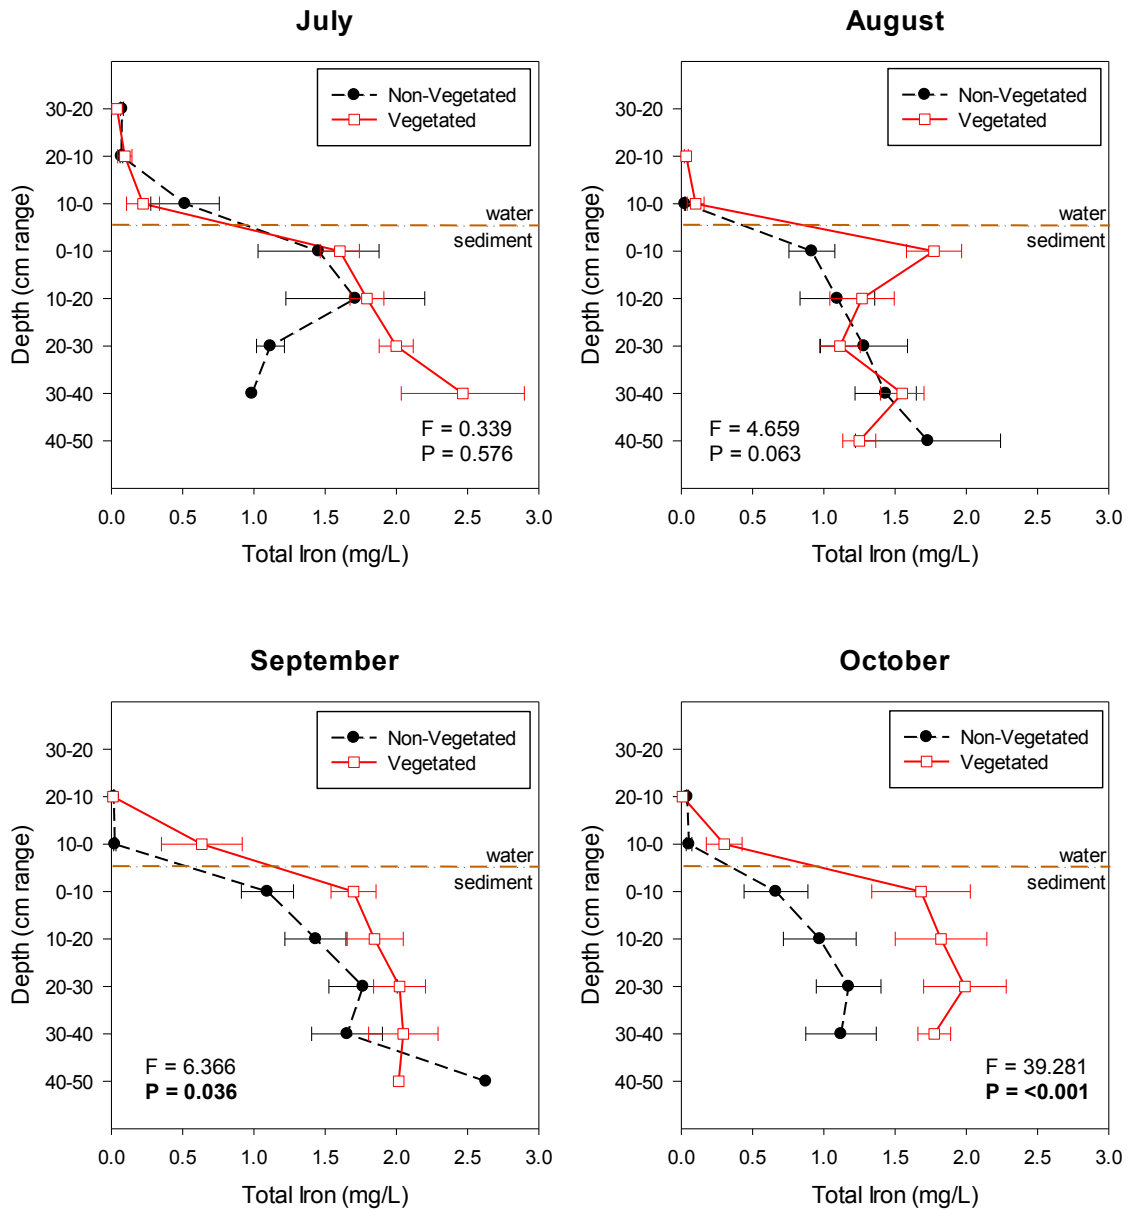 July
Non-Vegetated
Vegetated
30-20
20-10
10-0
0-10
10-20
20-30
30-40
40-50
Depth (cm range)
water
sediment
F = 0.339
P = 0.576
0.0 0.5 1.0 1.5 2.0 2.5 3.0
Total Iron (mg/L)
August
Non-Vegetated
Vegetated
30-20
20-10
10-0
0-10
10-20
20-30
30-40
40-50
Depth (cm range)
water
sediment
F = 4.659
P = 0.063
0.0 0.5 1.0 1.5 2.0 2.5 3.0
Total Iron (mg/L)
September
Non-Vegetated
Vegetated
30-20
20-10
10-0
0-10
10-20
20-30
30-40
40-50
Depth (cm range)
water
sediment
F = 6.366
P = 0.036
0.0 0.5 1.0 1.5 2.0 2.5 3.0
Total Iron (mg/L)
October
Non-Vegetated
Vegetated
30-20
20-10
10-0
0-10
10-20
20-30
30-40
40-50
Depth (cm range)
water
sediment
F = 39.281
P = <0.001
0.0 0.5 1.0 1.5 2.0 2.5 3.0
Total Iron (mg/L)